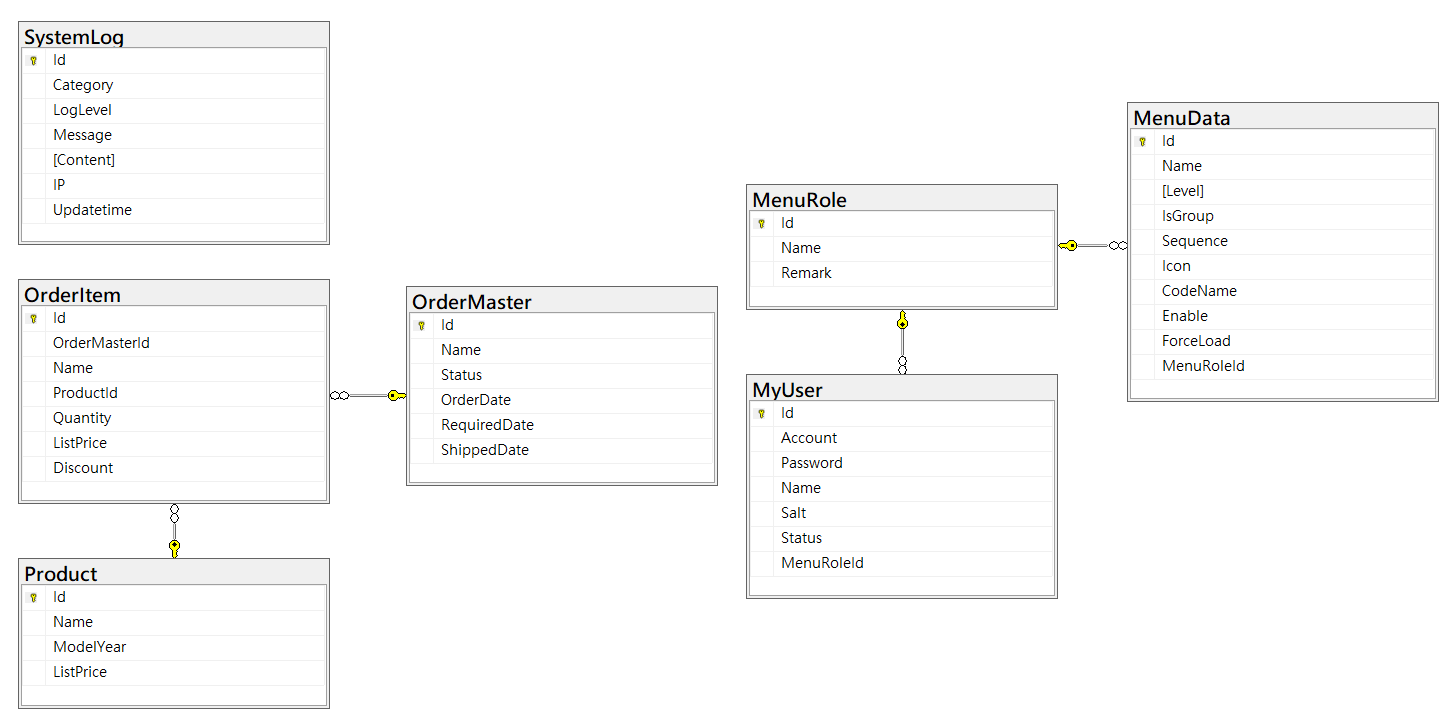 SystemLog
Id
Category
LogLevel
Message
[Content]
IP
Updatetime
OrderItem
Id
OrderMasterId
Name
ProductId
Quantity
ListPrice
Discount
Product
Id
Name
ModelYear
ListPrice
OrderMaster
Id
Name
Status
OrderDate
RequiredDate
ShippedDate
MenuRole
Id
Name
Remark
MyUser
Id
Account
Password
Name
Salt
Status
MenuRoleId
MenuData
Id
Name
[Level]
IsGroup
Sequence
Icon
CodeName
Enable
ForceLoad
MenuRoleId